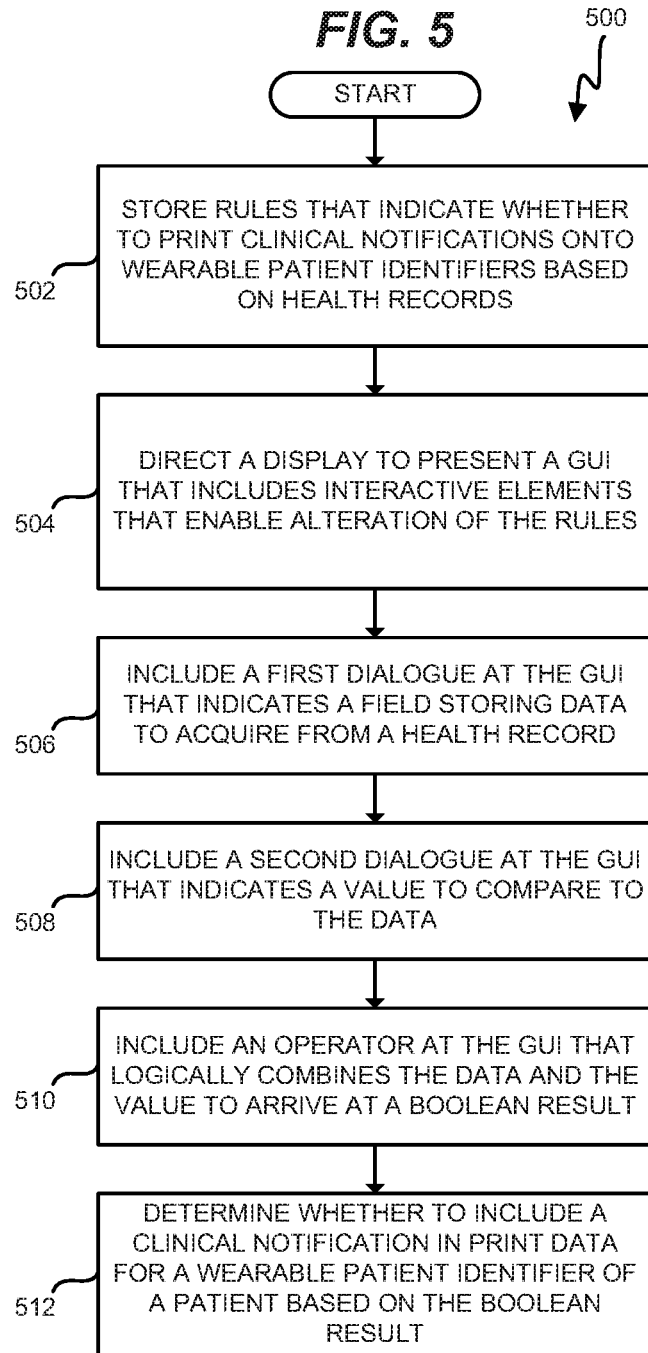 FIG. 5
500
START
STORE RULES THAT INDICATE WHETHER
TO PRINT CLINICAL NOTIFICATIONS ONTO
WEARABLE PATIENT IDENTIFIERS BASED
ON HEALTH RECORDS
502
DIRECT A DISPLAY TO PRESENT A GUI
THAT INCLUDES INTERACTIVE ELEMENTS
THAT ENABLE ALTERATION OF THE RULES
504
INCLUDE A FIRST DIALOGUE AT THE GUI
THAT INDICATES A FIELD STORING DATA
TO ACQUIRE FROM A HEALTH RECORD
506
INCLUDE A SECOND DIALOGUE AT THE GUI
THAT INDICATES A VALUE TO COMPARE TO
THE DATA
508
INCLUDE AN OPERATOR AT THE GUI THAT
LOGICALLY COMBINES THE DATA AND THE
VALUE TO ARRIVE AT A BOOLEAN RESULT
510
DETERMINE WHETHER TO INCLUDE A
CLINICAL NOTIFICATION IN PRINT DATA
FOR A WEARABLE PATIENT IDENTIFIER OF
A PATIENT BASED ON THE BOOLEAN
RESULT
512